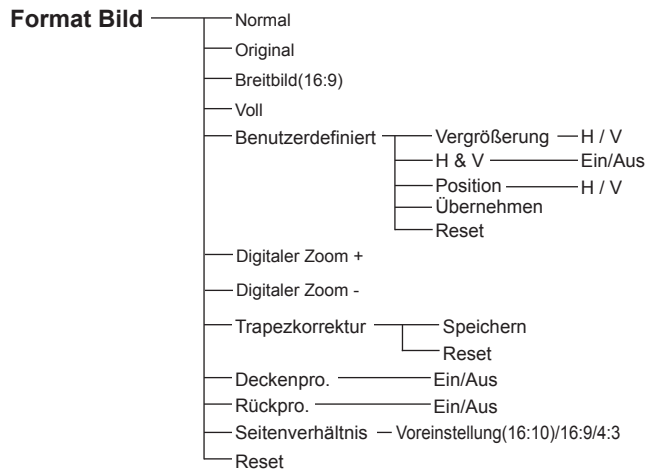 Format Bild
Normal
Original
Breitbild(16:9)
Voll
Benutzerdefiniert
Vergrößerung
H / V
H & V
Ein/Aus
Position
H / V
Übernehmen
Reset
Digitaler Zoom +
Digitaler Zoom -
Trapezkorrektur
Speichern
Reset
Deckenpro.
Ein/Aus
Rückpro.
Ein/Aus
Seitenverhältnis
Voreinstellung(16:10)/16:9/4:3
Reset